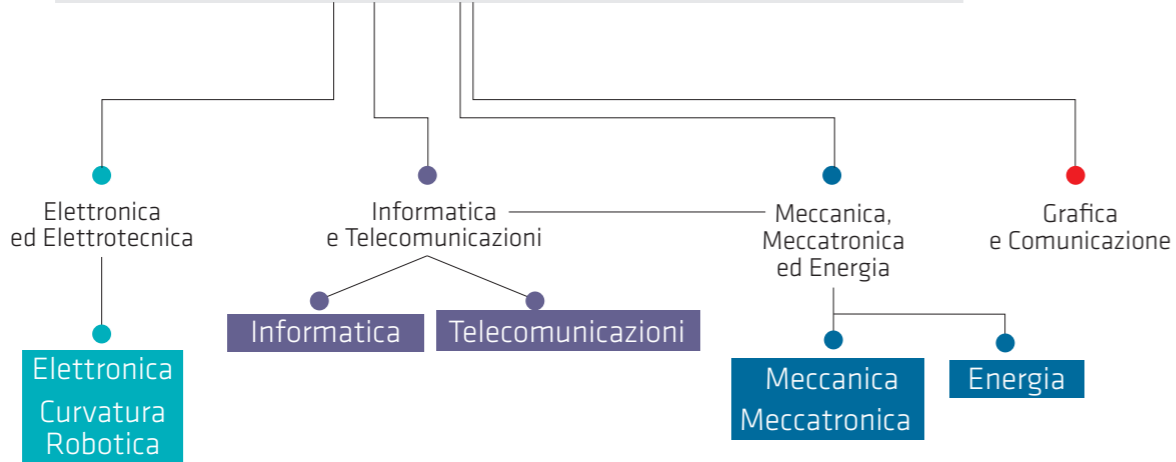 Elettronica
ed Elettrotecnica
Informatica
e Telecomunicazioni
Meccanica,
Meccatronica
ed Energia
Grafica
e Comunicazione
Informatica
Telecomunicazioni
Elettronica
Curvatura
Robotica
Meccanica
Meccatronica
Energia